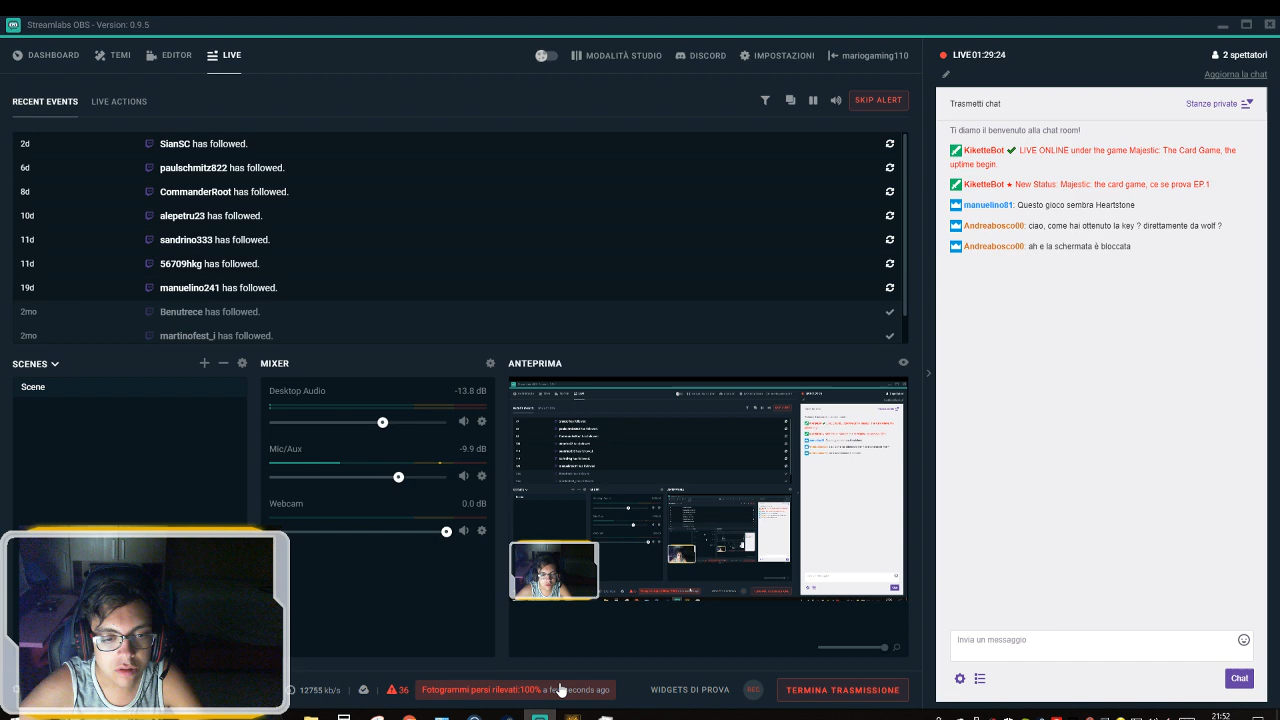 Streamlabs OBS - Version: 0.9.5
DASHBOARD
TEMI
EDITOR
LIVE
MODALITÀ STUDIO
DISCORD
IMPOSTAZIONI
mariogaming110
RECENT EVENTS
LIVE ACTIONS
SKIP ALERT
2d SianSC has followed.
6d paulschmitz822 has followed.
8d CommanderRoot has followed.
10d alepetru23 has followed.
11d sandrino333 has followed.
11d 56709hkg has followed.
19d manuelino241 has followed.
2mo Benutrece has followed.
2mo martinofest_i has followed.
SCENES
Scene
MIXER
Desktop Audio -13.8 dB
Mic/Aux -9.9 dB
Webcam 0.0 dB
ANTEPRIMA
12755 kb/s
36
Fotogrammi persi rilevati:100% a few seconds ago
WIDGETS DI PROVA
REC
TERMINA TRASMISSIONE
LIVE 01:29:24
2 spettatori
Aggiorna la chat
Trasmetti chat
Stanze private
Ti diamo il benvenuto alla chat room!
KiketteBot ✔ LIVE ONLINE under the game Majestic: The Card Game, the
uptime begin.
KiketteBot ★ New Status: Majestic: the card game, ce se prova EP.1
manuelino81: Questo gioco sembra Heartstone
Andreabosco00: ciao, come hai ottenuto la key ? direttamente da wolf ?
Andreabosco00: ah e la schermata è bloccata
Invia un messaggio
Chat
21:52